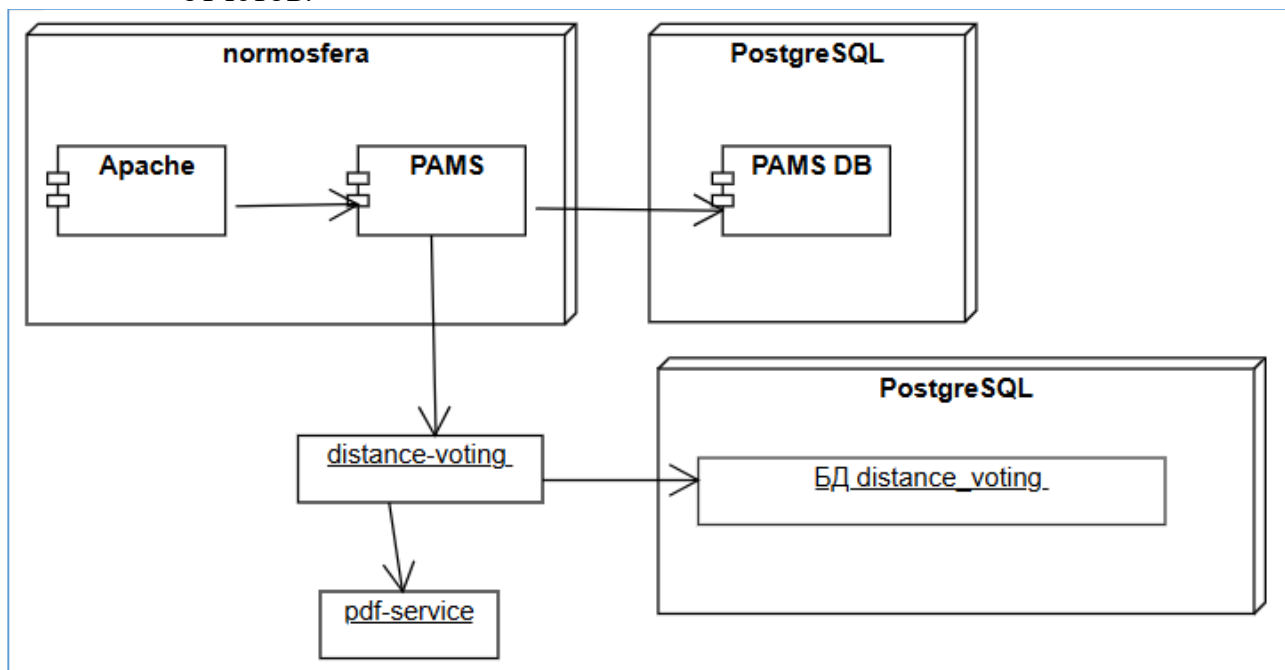 normosfera
PostgreSQL
Apache
PAMS
PAMS DB
PostgreSQL
distance-voting
БД distance_voting
pdf-service